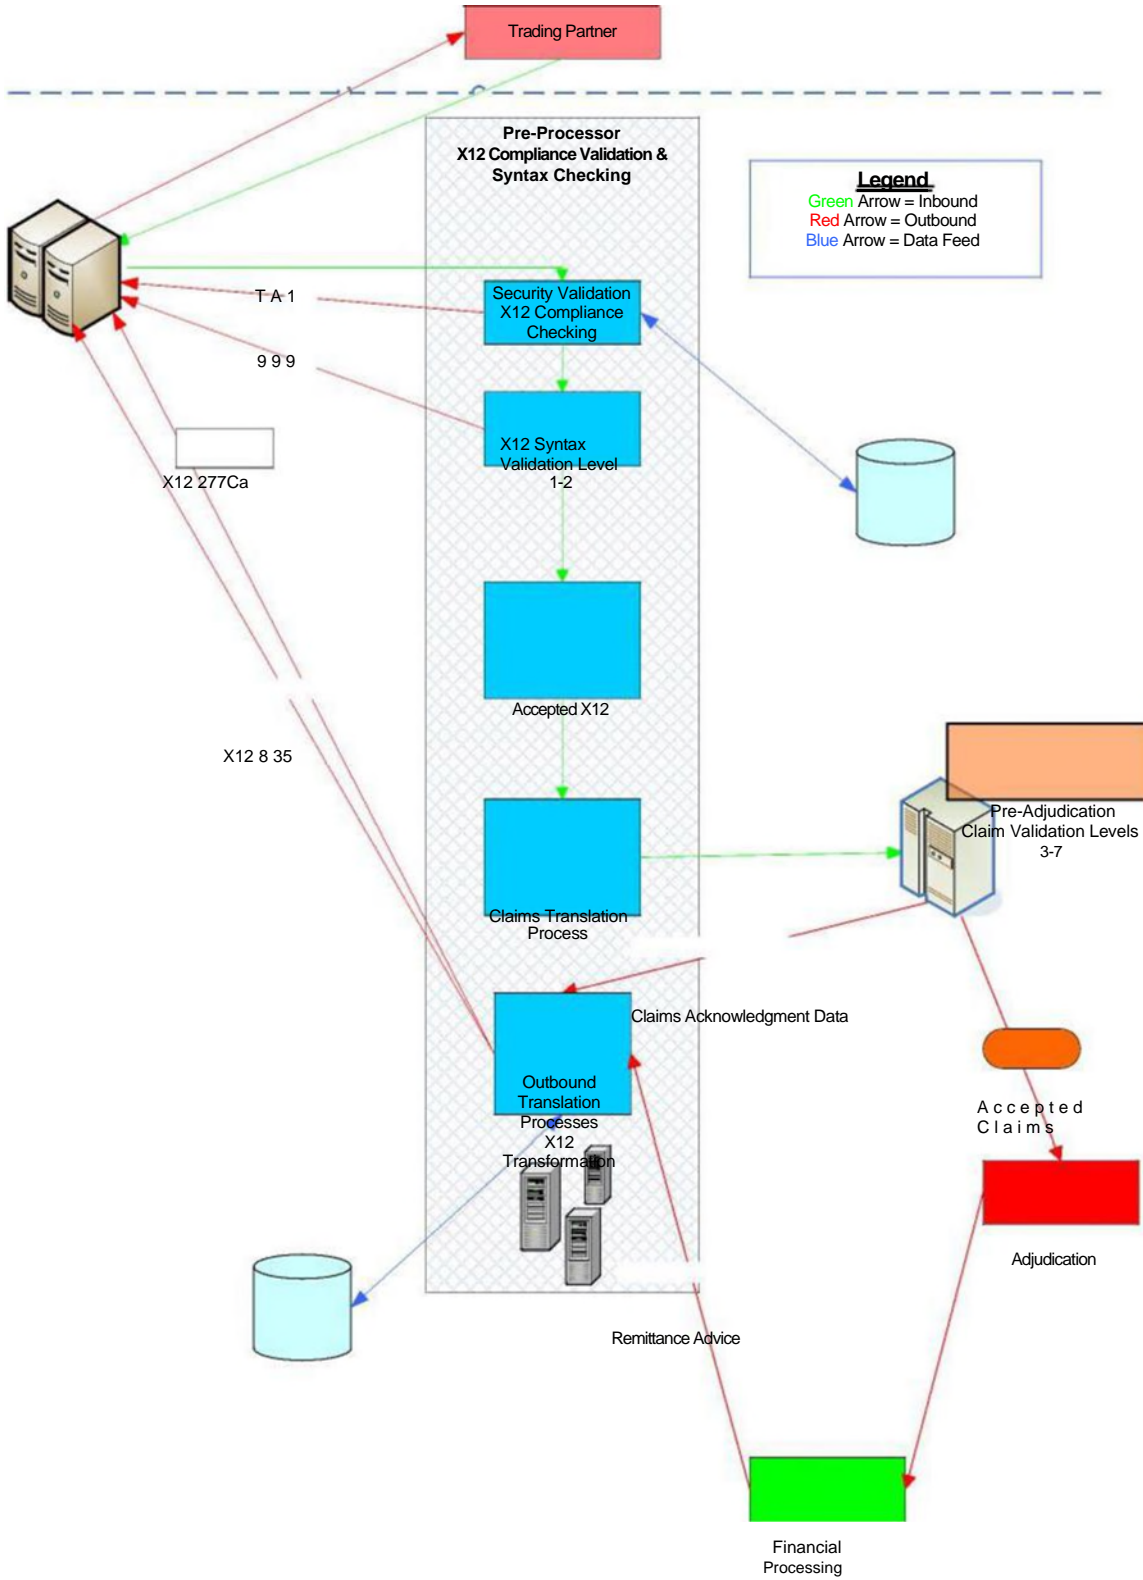 Trading Partner
Pre-Processor
X12 Compliance Validation &
Syntax Checking
Legend
Green Arrow = Inbound
Red Arrow = Outbound
Blue Arrow = Data Feed
T A 1
Security Validation
X12 Compliance
Checking
9 9 9
X12 Syntax
Validation Level
1-2
X12 277Ca
Accepted X12
X12 8 35
Pre-Adjudication
Claim Validation Levels
3-7
Claims Translation
Process
Claims Acknowledgment Data
Outbound
Translation
Processes
X12
Transformation
A c c e p t e d
C l a i m s
Adjudication
Remittance Advice
Financial
Processing